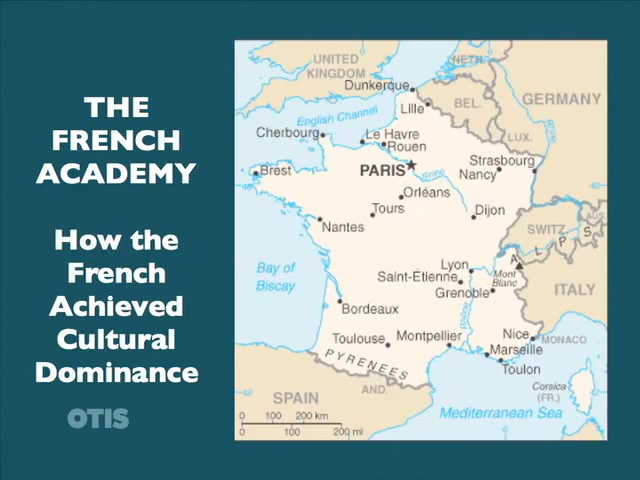 THE
FRENCH
ACADEMY
How the
French
Achieved
Cultural
Dominance
OTIS
UNITED
KINGDOM
NETH.
Dunkerque
GERMANY
Lille
BEL.
English Channel
Cherbourg
Le Havre
Rouen
LUX.
Brest
PARIS
Seine
Strasbourg
Nancy
Orléans
Tours
Dijon
Nantes
SWITZ.
AUS.
ALPS
Bay of
Biscay
Lyon
Mont
Blanc
Saint-Étienne
Grenoble
ITALY
Bordeaux
Toulouse
Montpellier
Nice
MONACO
Marseille
Toulon
PYRENEES
AND.
SPAIN
Corsica
(FR.)
Mediterranean Sea
0 100 200 km
0 100 200 mi